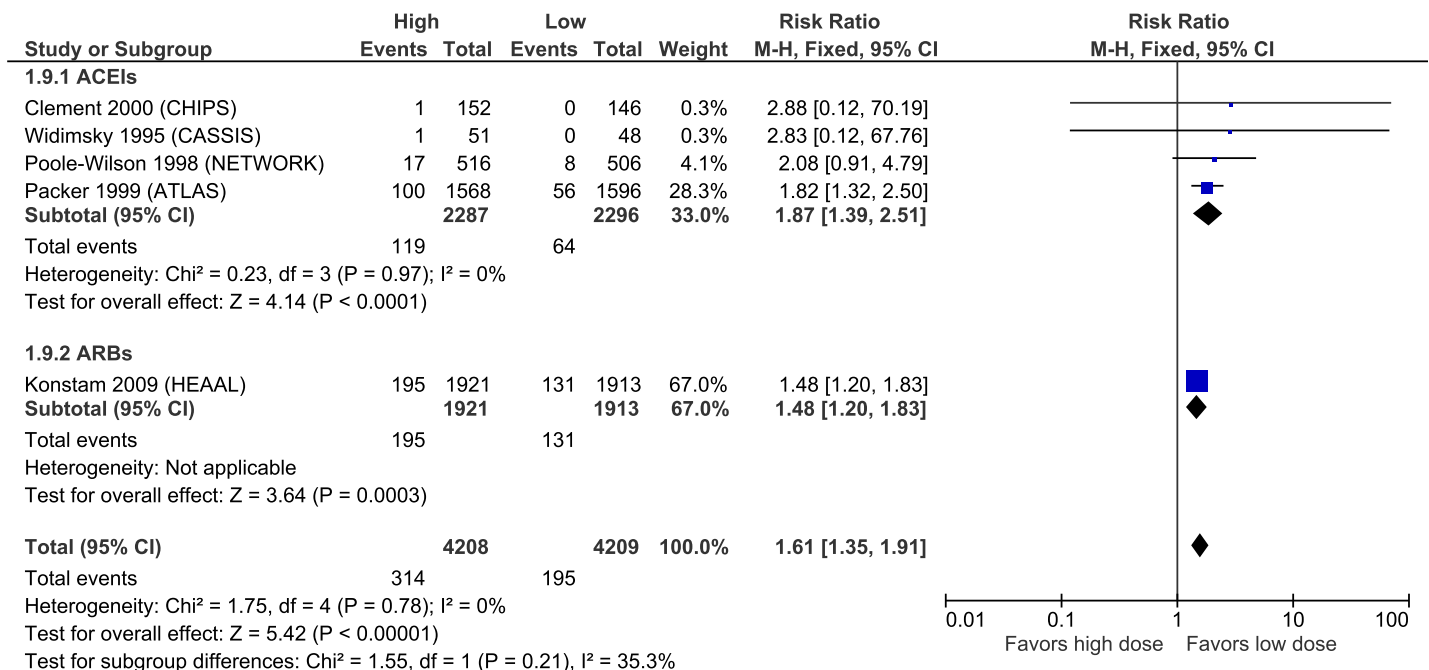 High Low Risk Ratio Risk Ratio
Study or Subgroup Events Total Events Total Weight M-H, Fixed, 95% CI M-H, Fixed, 95% CI
1.9.1 ACEIs
Clement 2000 (CHIPS) 1 152 0 146 0.3% 2.88 [0.12, 70.19]
Widimsky 1995 (CASSIS) 1 51 0 48 0.3% 2.83 [0.12, 67.76]
Poole-Wilson 1998 (NETWORK) 17 516 8 506 4.1% 2.08 [0.91, 4.79]
Packer 1999 (ATLAS) 100 1568 56 1596 28.3% 1.82 [1.32, 2.50]
Subtotal (95% CI) 2287 2296 33.0% 1.87 [1.39, 2.51]
Total events 119 64
Heterogeneity: Chi² = 0.23, df = 3 (P = 0.97); I² = 0%
Test for overall effect: Z = 4.14 (P < 0.0001)
1.9.2 ARBs
Konstam 2009 (HEAAL) 195 1921 131 1913 67.0% 1.48 [1.20, 1.83]
Subtotal (95% CI) 1921 1913 67.0% 1.48 [1.20, 1.83]
Total events 195 131
Heterogeneity: Not applicable
Test for overall effect: Z = 3.64 (P = 0.0003)
Total (95% CI) 4208 4209 100.0% 1.61 [1.35, 1.91]
Total events 314 195
Heterogeneity: Chi² = 1.75, df = 4 (P = 0.78); I² = 0%
Test for overall effect: Z = 5.42 (P < 0.00001)
Test for subgroup differences: Chi² = 1.55, df = 1 (P = 0.21), I² = 35.3%
0.01 0.1 1 10 100
Favors high dose Favors low dose